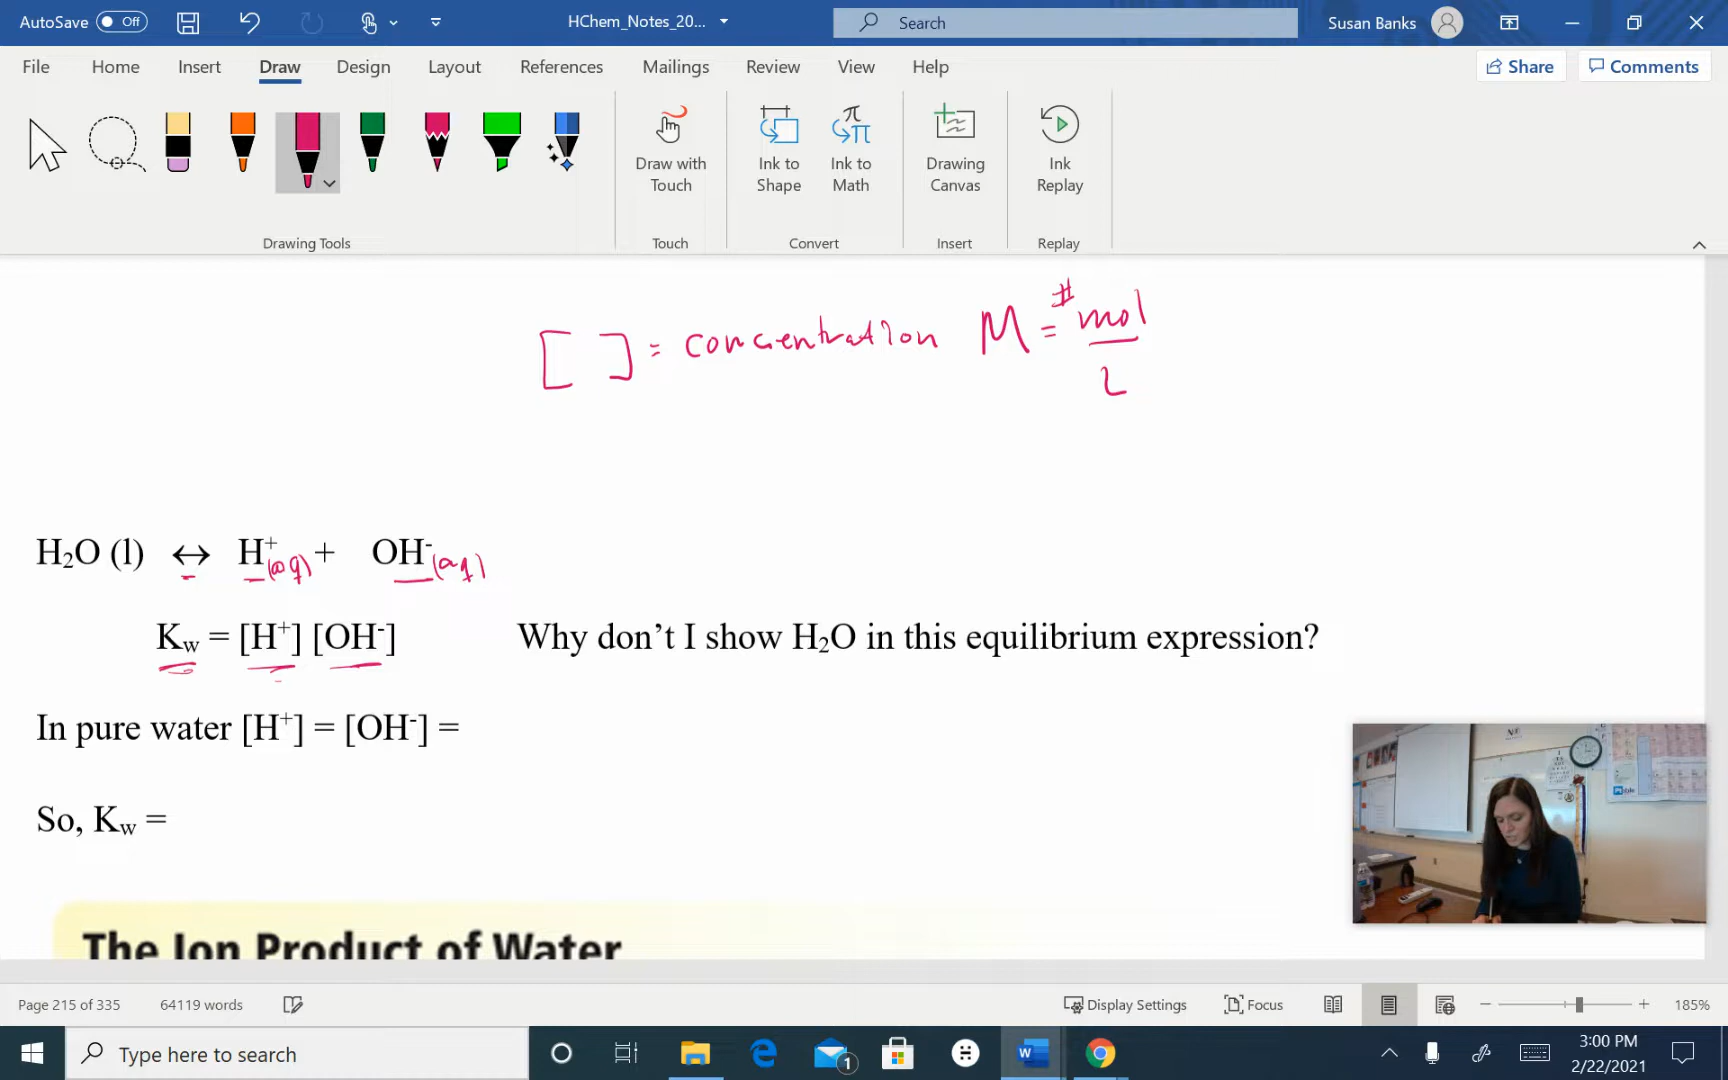 AutoSave Off HChem_Notes_20... Search Susan Banks
File Home Insert Draw Design Layout References Mailings Review View Help Share Comments
Draw with Touch Ink to Shape Ink to Math Drawing Canvas Ink Replay
Drawing Tools Touch Convert Insert Replay
[ ] = concentration M = # mol / L
H₂O (l) ↔ H⁺(aq) + OH⁻(aq)
K_w = [H⁺] [OH⁻] Why don’t I show H₂O in this equilibrium expression?
In pure water [H⁺] = [OH⁻] =
So, K_w =
The Ion Product of Water
Page 215 of 335 64119 words Display Settings Focus 185%
Type here to search 1 3:00 PM
2/22/2021